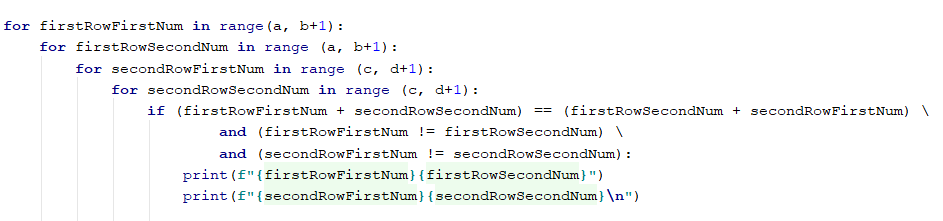 for firstRowFirstNum in range(a, b+1):
    for firstRowSecondNum in range (a, b+1):
        for secondRowFirstNum in range (c, d+1):
            for secondRowSecondNum in range (c, d+1):
                if (firstRowFirstNum + secondRowSecondNum) == (firstRowSecondNum + secondRowFirstNum) \
                        and (firstRowFirstNum != firstRowSecondNum) \
                        and (secondRowFirstNum != secondRowSecondNum):
                    print(f"{firstRowFirstNum}{firstRowSecondNum}")
                    print(f"{secondRowFirstNum}{secondRowSecondNum}\n")